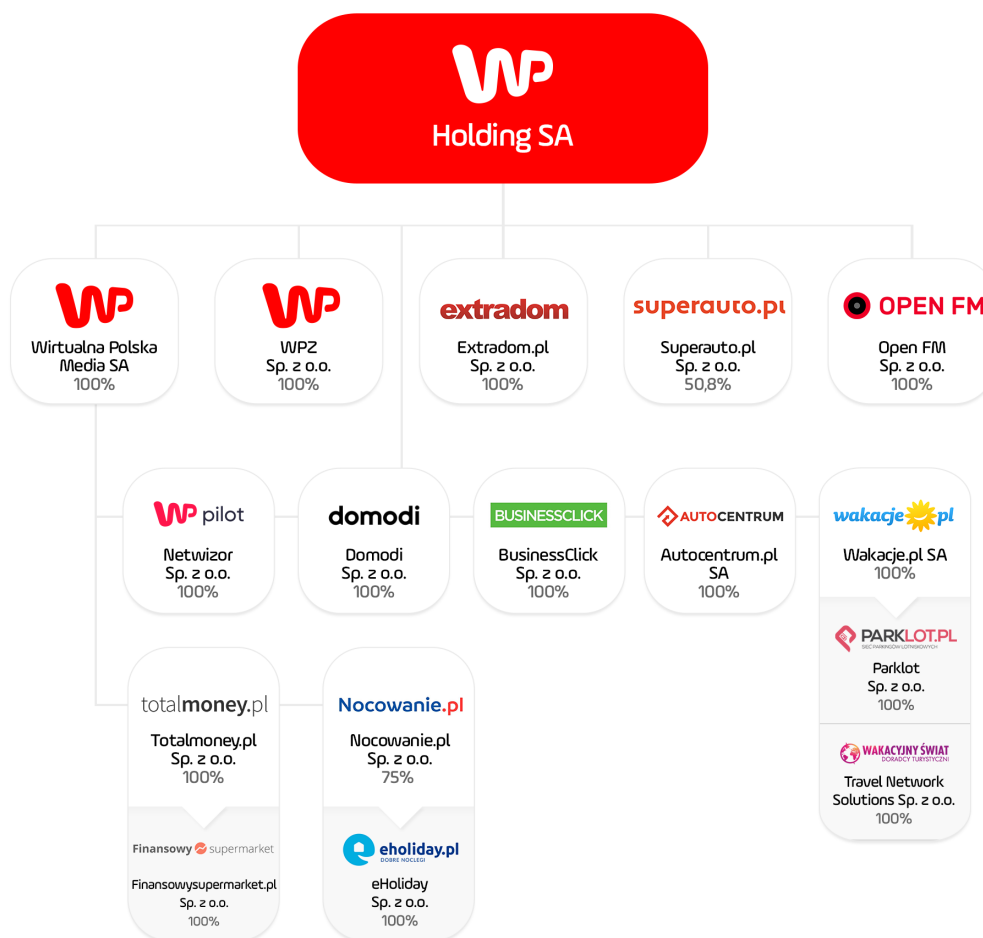 WP
Holding SA
WP
Wirtualna Polska
Media SA
100%
WP
WPZ
Sp. z o.o.
100%
extradom
Extradom.pl
Sp. z o.o.
100%
superauto.pl
Superauto.pl
Sp. z o.o.
50,8%
OPEN FM
Open FM
Sp. z o.o.
100%
WP pilot
Netwizor
Sp. z o.o.
100%
domodi
Domodi
Sp. z o.o.
100%
BUSINESSCLICK
BusinessClick
Sp. z o.o.
100%
AUTOCENTRUM
Autocentrum.pl
SA
100%
wakacje pl
Wakacje.pl SA
100%
PARKLOT.PL
SIEĆ PARKINGÓW LOTNISKOWYCH
Parklot
Sp. z o.o.
100%
WAKACYJNY ŚWIAT
DORADCY TURYSTYCZNI
Travel Network
Solutions Sp. z o.o.
100%
totalmoney.pl
Totalmoney.pl
Sp. z o.o.
100%
Finansowy supermarket
Finansowysupermarket.pl
Sp. z o.o.
100%
Nocowanie.pl
Nocowanie.pl
Sp. z o.o.
75%
eholiday.pl
DOBRE NOCLEGI
eHoliday
Sp. z o.o.
100%